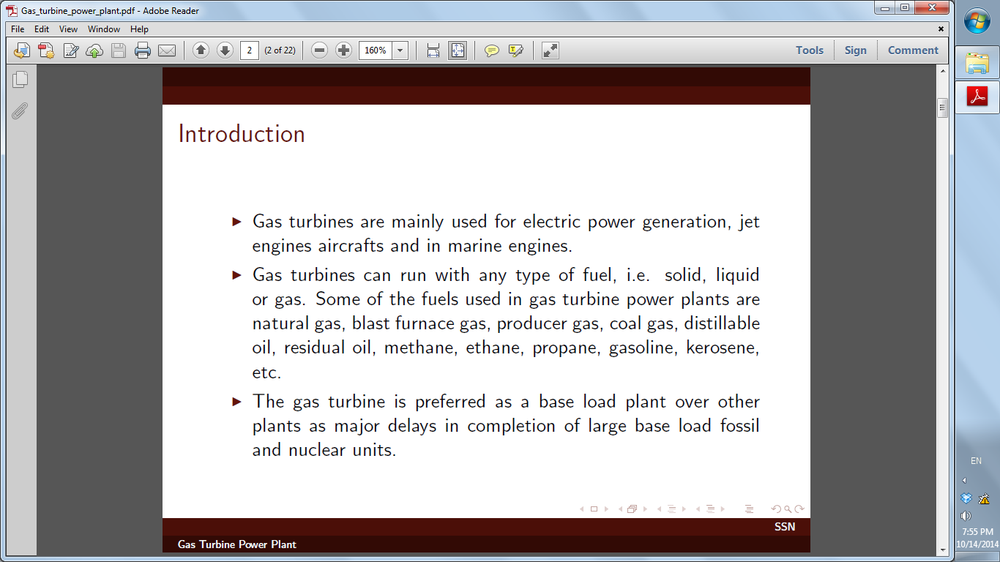 Gas_turbine_power_plant.pdf - Adobe Reader
File Edit View Window Help
2 (2 of 22) 160% Tools Sign Comment
Introduction
Gas turbines are mainly used for electric power generation, jet
engines aircrafts and in marine engines.
Gas turbines can run with any type of fuel, i.e. solid, liquid
or gas. Some of the fuels used in gas turbine power plants are
natural gas, blast furnace gas, producer gas, coal gas, distillable
oil, residual oil, methane, ethane, propane, gasoline, kerosene,
etc.
The gas turbine is preferred as a base load plant over other
plants as major delays in completion of large base load fossil
and nuclear units.
SSN
Gas Turbine Power Plant
EN
7:55 PM
10/14/2014